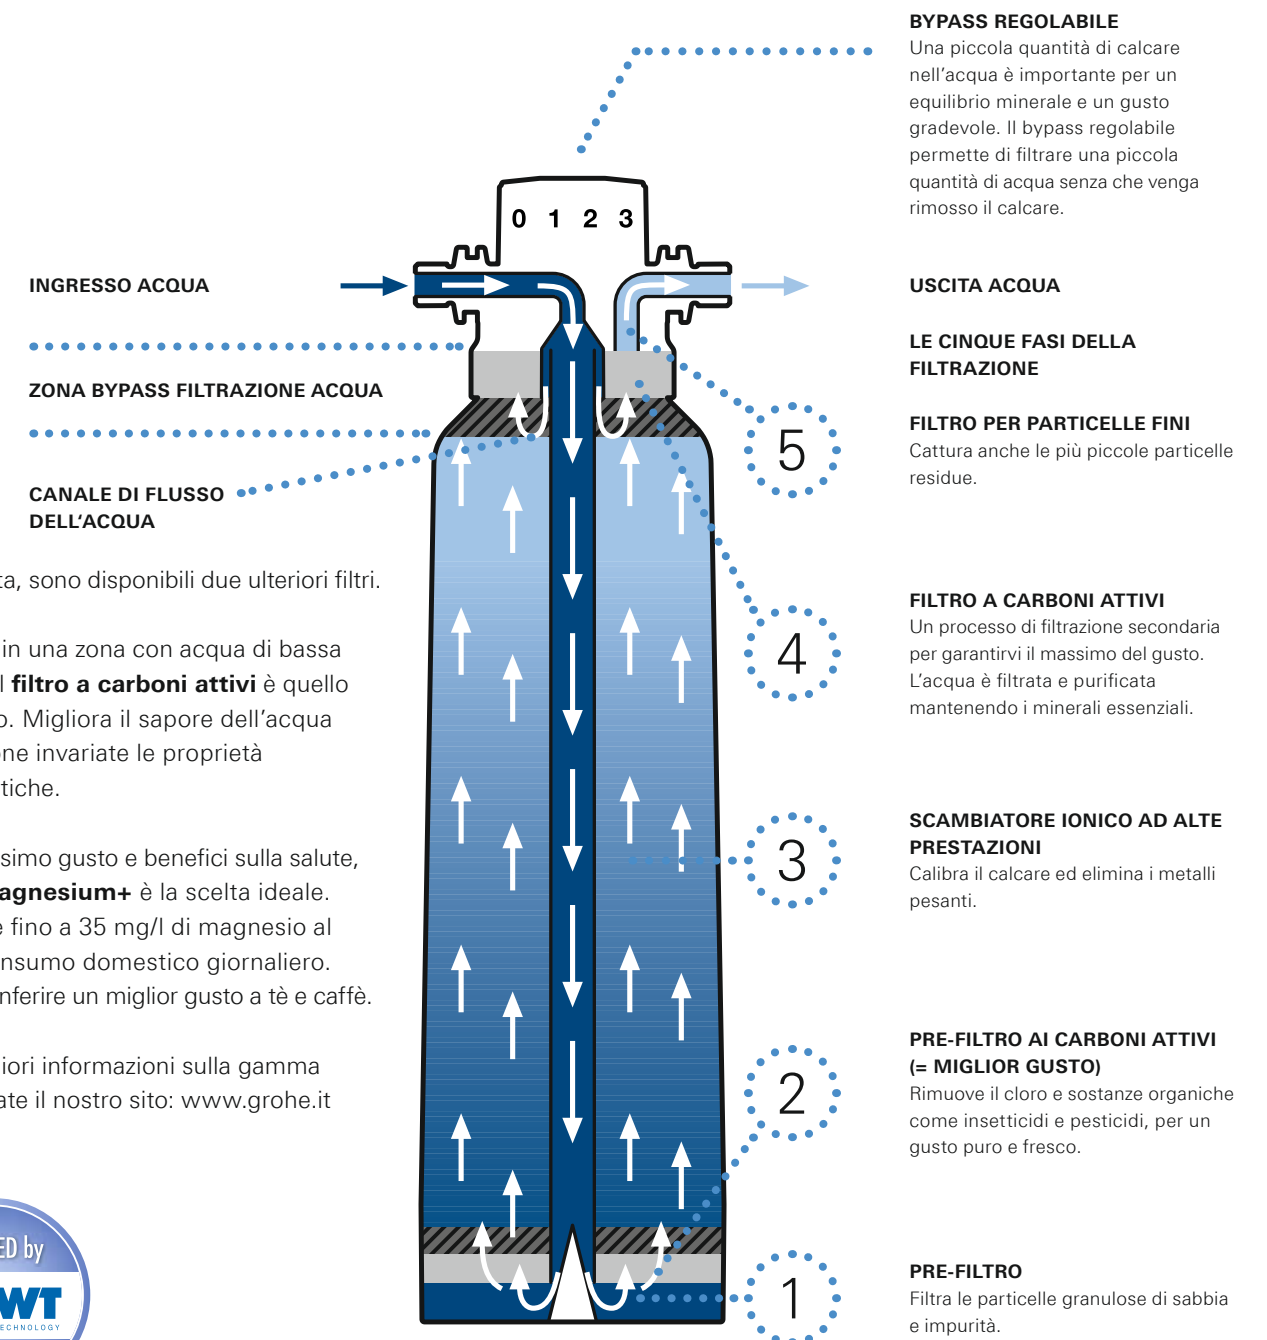 BYPASS REGOLABILE
Una piccola quantità di calcare
nell'acqua è importante per un
equilibrio minerale e un gusto
gradevole. Il bypass regolabile
permette di filtrare una piccola
quantità di acqua senza che venga
rimosso il calcare.
0 1 2 3
INGRESSO ACQUA
USCITA ACQUA
ZONA BYPASS FILTRAZIONE ACQUA
CANALE DI FLUSSO
DELL'ACQUA
LE CINQUE FASI DELLA
FILTRAZIONE
5
FILTRO PER PARTICELLE FINI
Cattura anche le più piccole particelle
residue.
4
FILTRO A CARBONI ATTIVI
Un processo di filtrazione secondaria
per garantirvi il massimo del gusto.
L'acqua è filtrata e purificata
mantenendo i minerali essenziali.
3
SCAMBIATORE IONICO AD ALTE
PRESTAZIONI
Calibra il calcare ed elimina i metalli
pesanti.
2
PRE-FILTRO AI CARBONI ATTIVI
(= MIGLIOR GUSTO)
Rimuove il cloro e sostanze organiche
come insetticidi e pesticidi, per un
gusto puro e fresco.
1
PRE-FILTRO
Filtra le particelle granulose di sabbia
e impurità.
ta, sono disponibili due ulteriori filtri.
in una zona con acqua di bassa
l filtro a carboni attivi è quello
o. Migliora il sapore dell'acqua
ne invariate le proprietà
tiche.
simo gusto e benefici sulla salute,
agnesium+ è la scelta ideale.
e fino a 35 mg/l di magnesio al
nsumo domestico giornaliero.
nferire un miglior gusto a tè e caffè.
iori informazioni sulla gamma
ate il nostro sito: www.grohe.it
ED by
WT
ECHNOLOGY